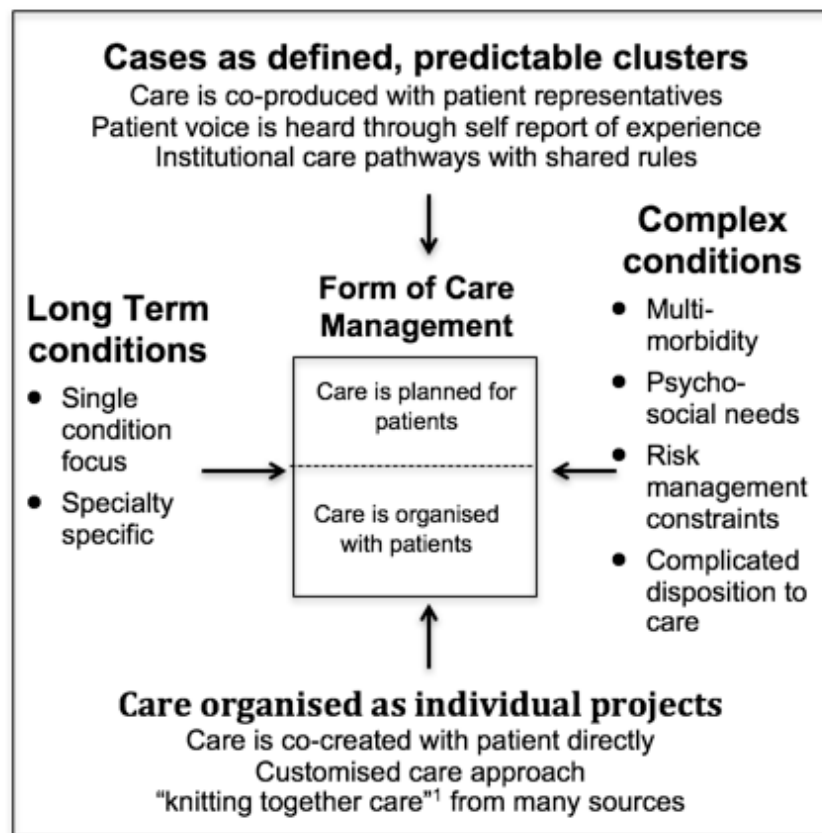 Cases as defined, predictable clusters
Care is co-produced with patient representatives
Patient voice is heard through self report of experience
Institutional care pathways with shared rules
Long Term
conditions
● Single
condition
focus
● Specialty
specific
Form of Care
Management
Care is planned for
patients
Care is organised
with patients
Complex
conditions
● Multi-
morbidity
● Psycho-
social needs
● Risk
management
constraints
● Complicated
disposition to
care
Care organised as individual projects
Care is co-created with patient directly
Customised care approach
“knitting together care”¹ from many sources